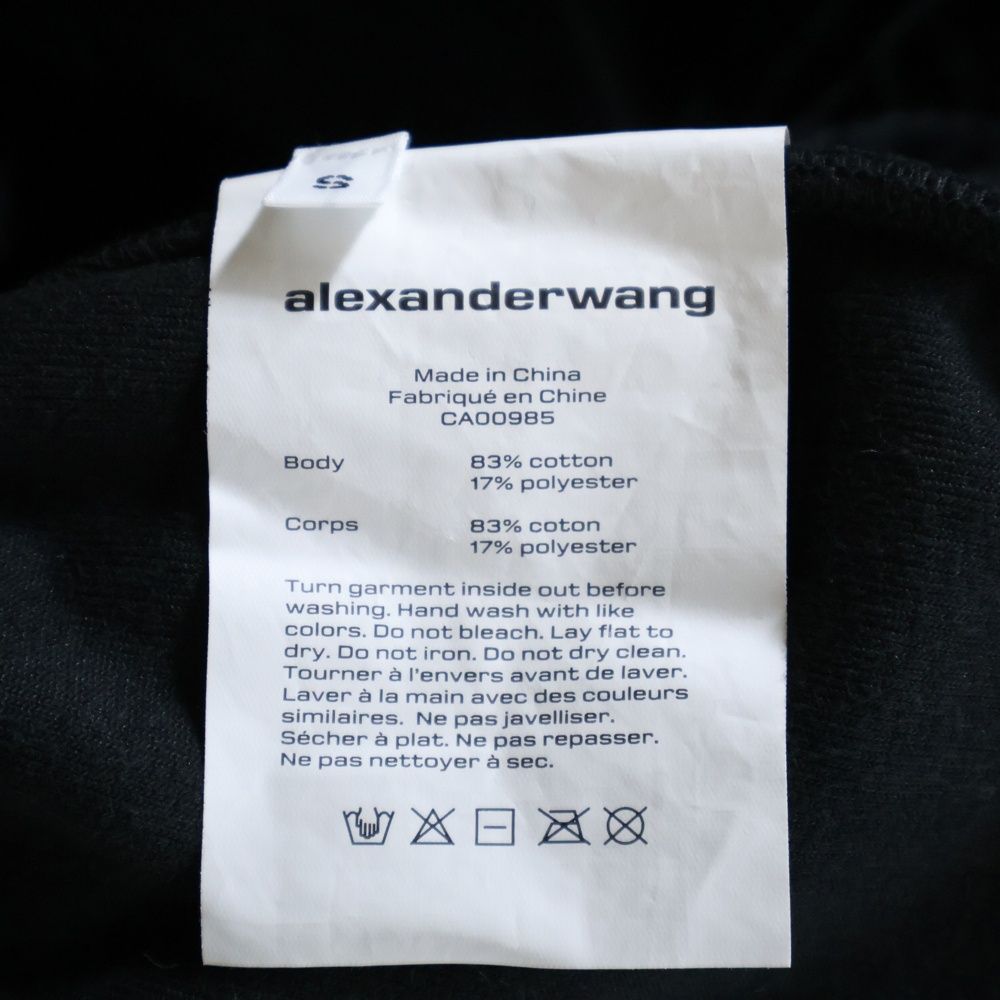 S
alexanderwang
Made in China
Fabriqué en Chine
CA00985
Body 83% cotton
17% polyester
Corps 83% coton
17% polyester
Turn garment inside out before
washing. Hand wash with like
colors. Do not bleach. Lay flat to
dry. Do not iron. Do not dry clean.
Tourner à l'envers avant de laver.
Laver à la main avec des couleurs
similaires. Ne pas javelliser.
Sécher à plat. Ne pas repasser.
Ne pas nettoyer à sec.